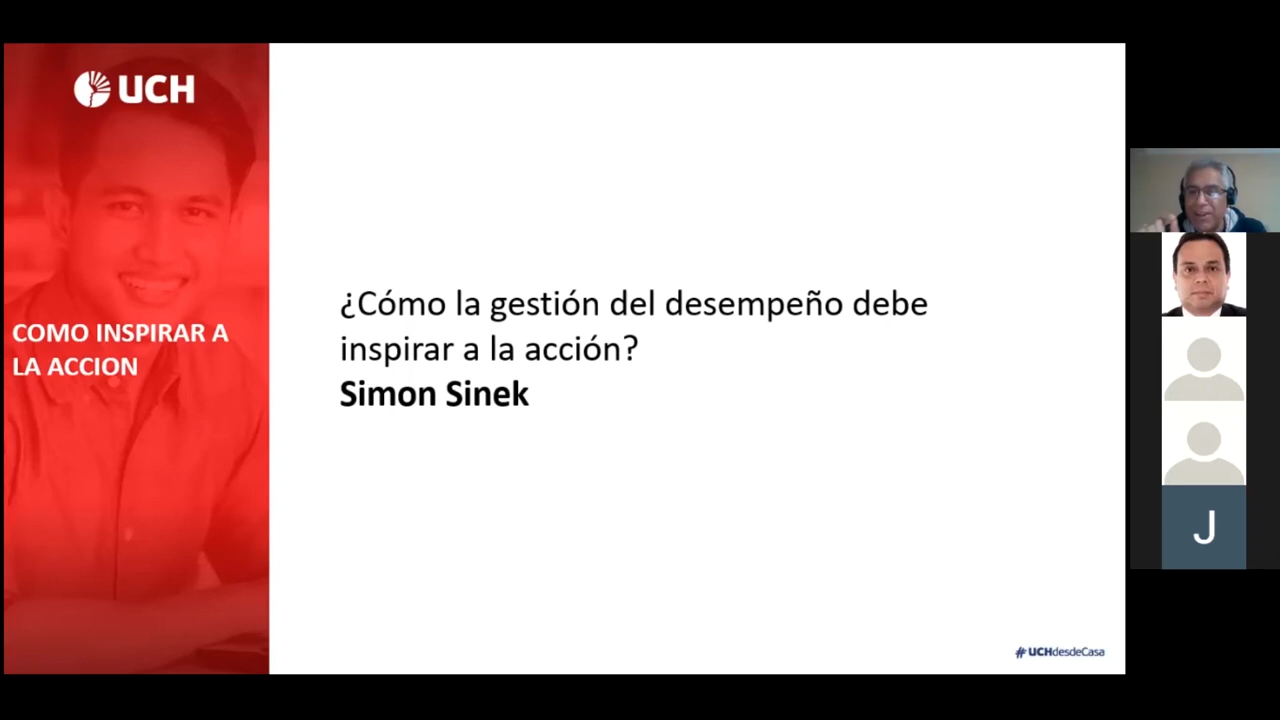 UCH
COMO INSPIRAR A
LA ACCION
¿Cómo la gestión del desempeño debe
inspirar a la acción?
Simon Sinek
#UCHdesdeCasa
J